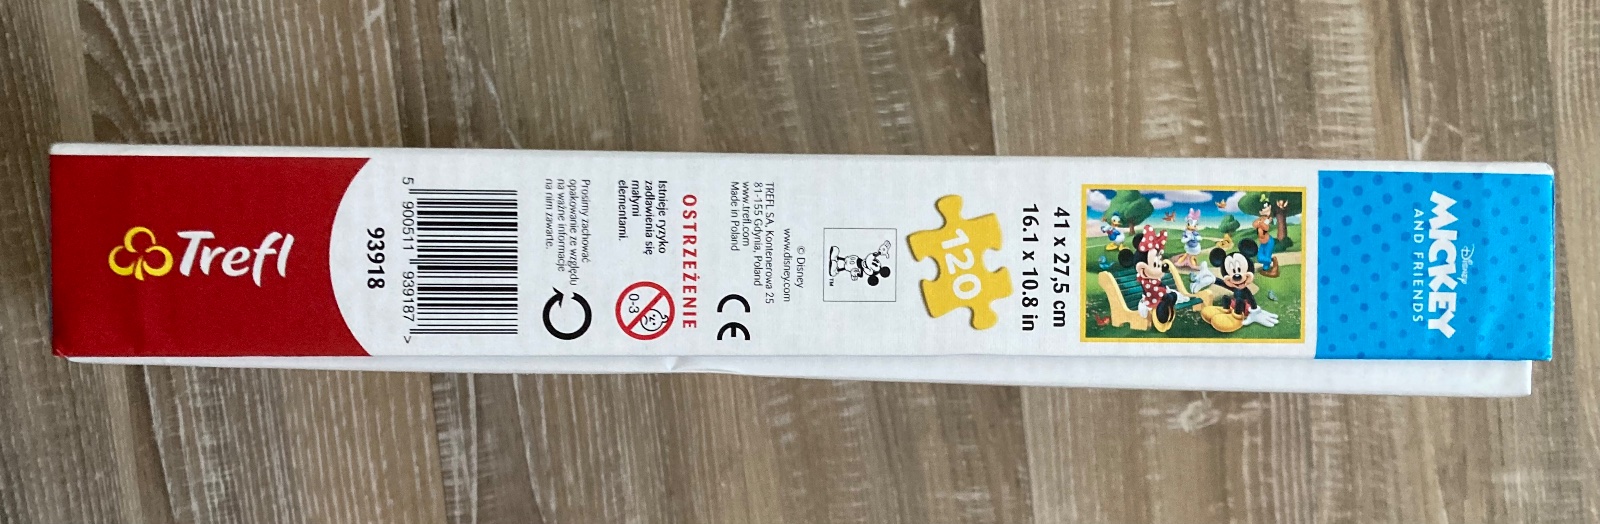 DISNEY
MICKEY
AND FRIENDS
41 x 27,5 cm
16.1 x 10.8 in
120
TM
© Disney
www.disney.com
TREFL SA, Kontenerowa 25
81-155 Gdynia, Poland
www.trefl.com
Made in Poland
CE
OSTRZEŻENIE
Istnieje ryzyko
zadławienia się
małymi
elementami.
0-3
Prosimy zachować
opakowanie ze względu
na ważne informacje
na nim zawarte.
5 900511 939187 >
93918
Trefl